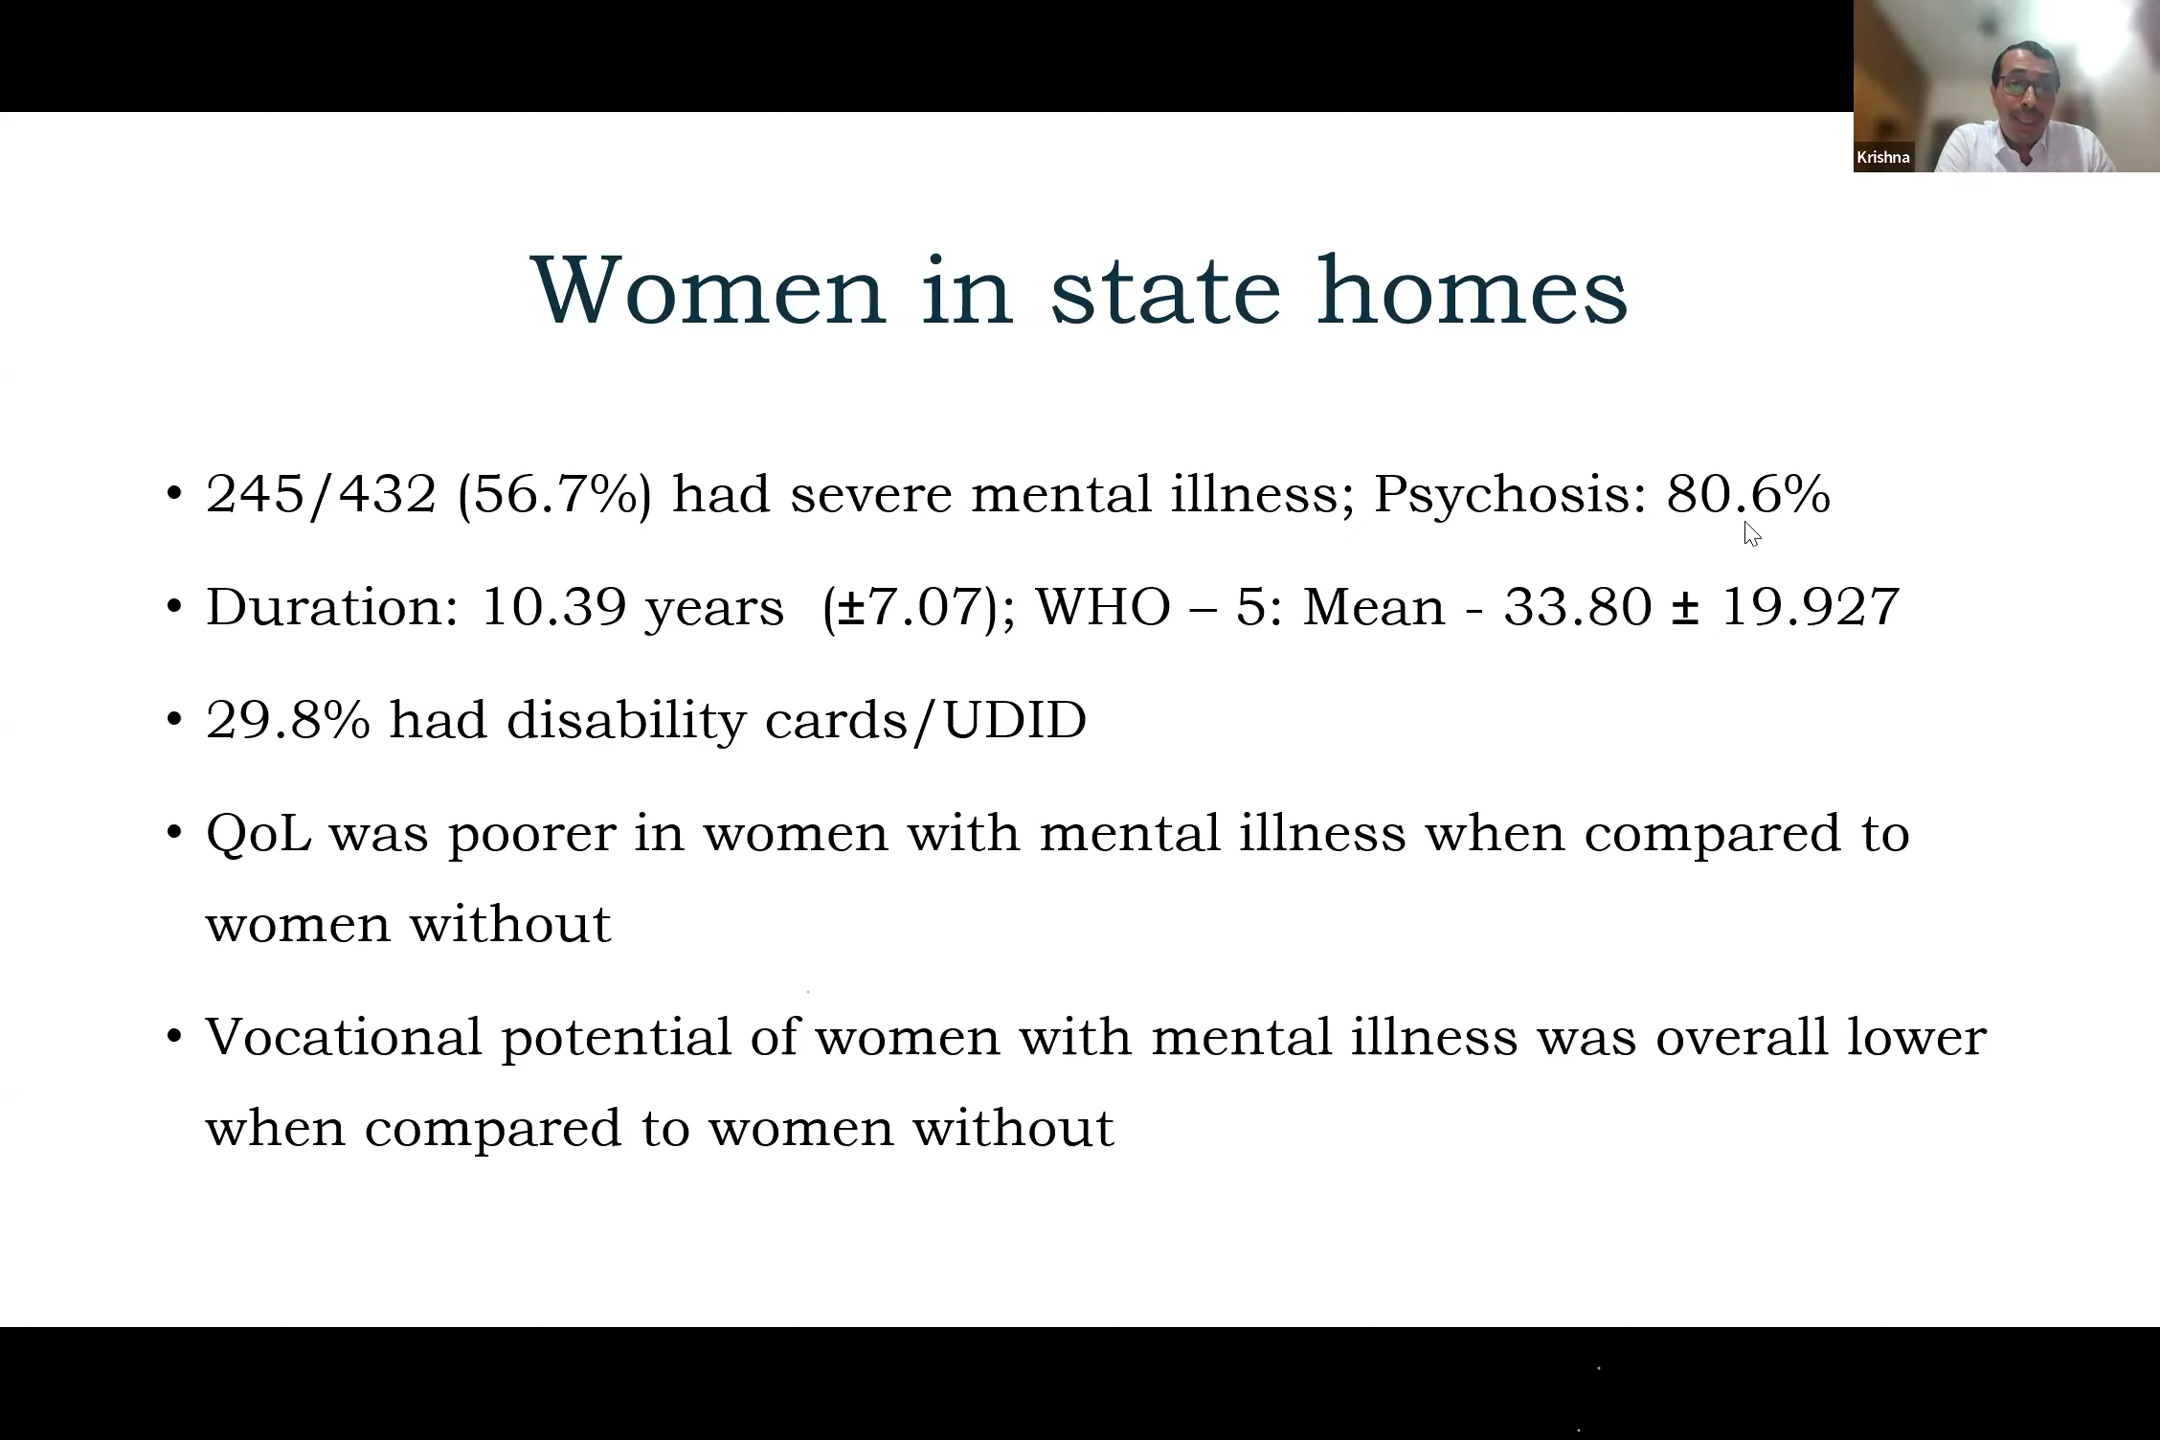 Krishna
Women in state homes
• 245/432 (56.7%) had severe mental illness; Psychosis: 80.6%
• Duration: 10.39 years  (±7.07); WHO – 5: Mean - 33.80 ± 19.927
• 29.8% had disability cards/UDID
• QoL was poorer in women with mental illness when compared to
women without
• Vocational potential of women with mental illness was overall lower
when compared to women without